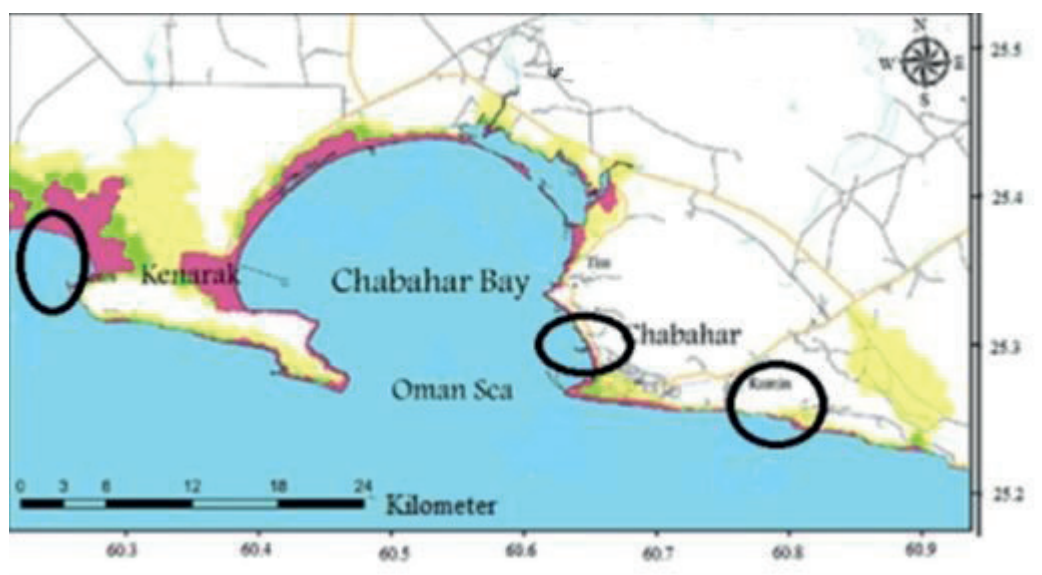 N
W E
S
25.5
25.4
Kenarak
Chabahar Bay
Tiss
25.3
Chabahar
Oman Sea
Ramin
0 3 6 12 18 24
Kilometer
25.2
60.3 60.4 60.5 60.6 60.7 60.8 60.9